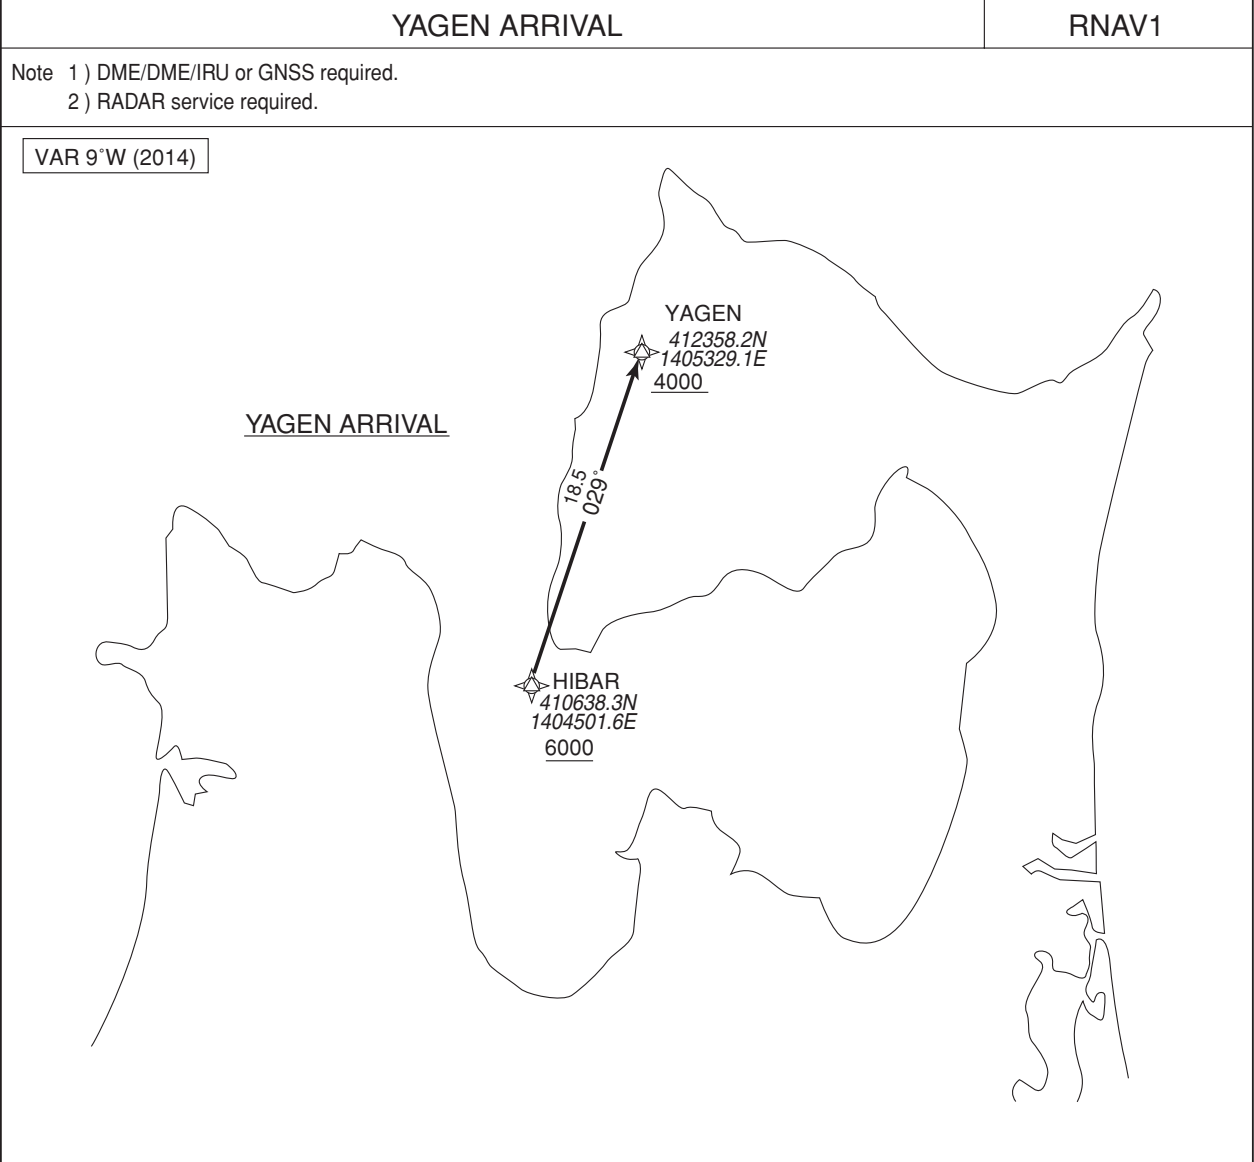 YAGEN ARRIVAL
RNAV1
Note 1 ) DME/DME/IRU or GNSS required.
2 ) RADAR service required.
VAR 9˚W (2014)
YAGEN
412358.2N
1405329.1E
4000
YAGEN ARRIVAL
18.5
029˚
HIBAR
410638.3N
1404501.6E
6000